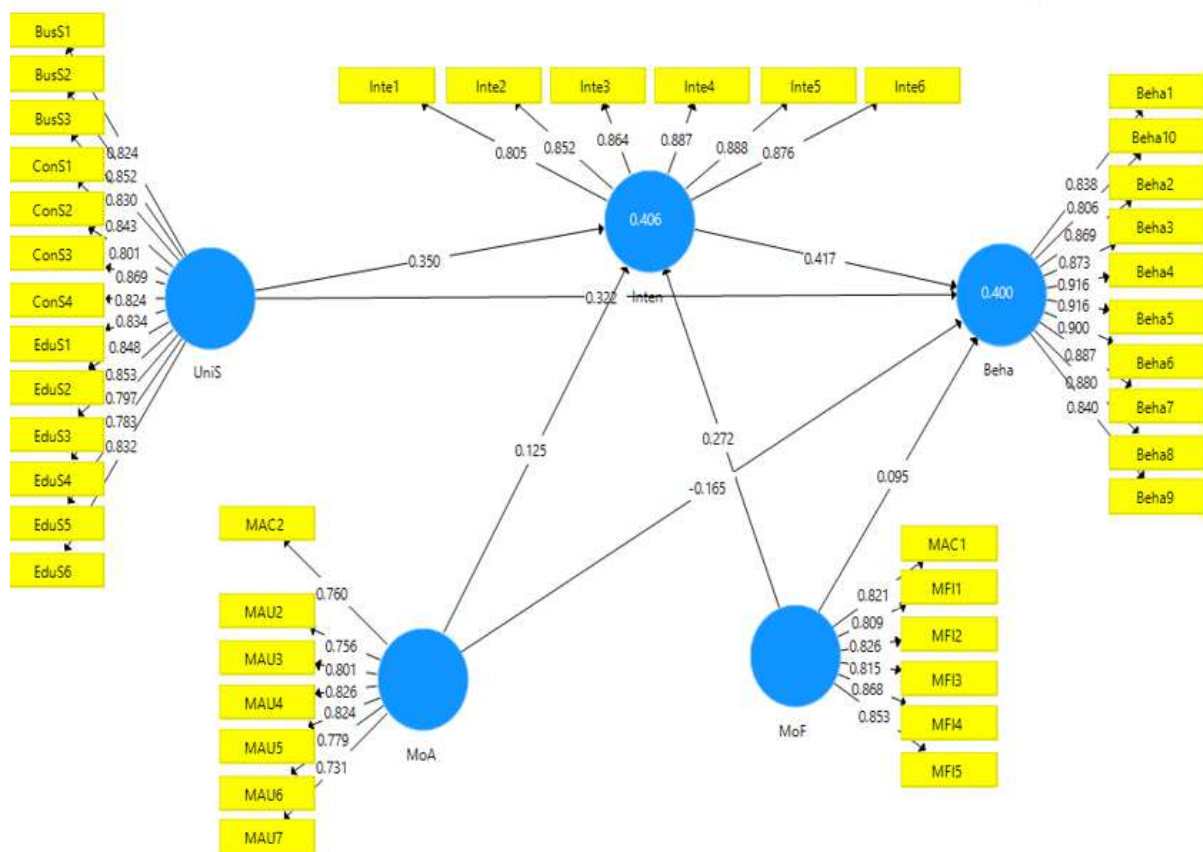 BusS1
BusS2
BusS3
ConS1
ConS2
ConS3
ConS4
EduS1
EduS2
EduS3
EduS4
EduS5
EduS6
0.824
0.852
0.830
0.843
0.801
0.869
0.824
0.834
0.848
0.853
0.797
0.783
0.832
UniS
Inte1
Inte2
Inte3
Inte4
Inte5
Inte6
0.805
0.852
0.864
0.887
0.888
0.876
0.406
Inten
0.350
0.322
0.417
0.125
0.272
-0.165
0.095
0.400
Beha
0.838
0.806
0.869
0.873
0.916
0.916
0.900
0.887
0.880
0.840
Beha1
Beha10
Beha2
Beha3
Beha4
Beha5
Beha6
Beha7
Beha8
Beha9
MAC2
MAU2
MAU3
MAU4
MAU5
MAU6
MAU7
0.760
0.756
0.801
0.826
0.824
0.779
0.731
MoA
MoF
0.821
0.809
0.826
0.815
0.868
0.853
MAC1
MFI1
MFI2
MFI3
MFI4
MFI5